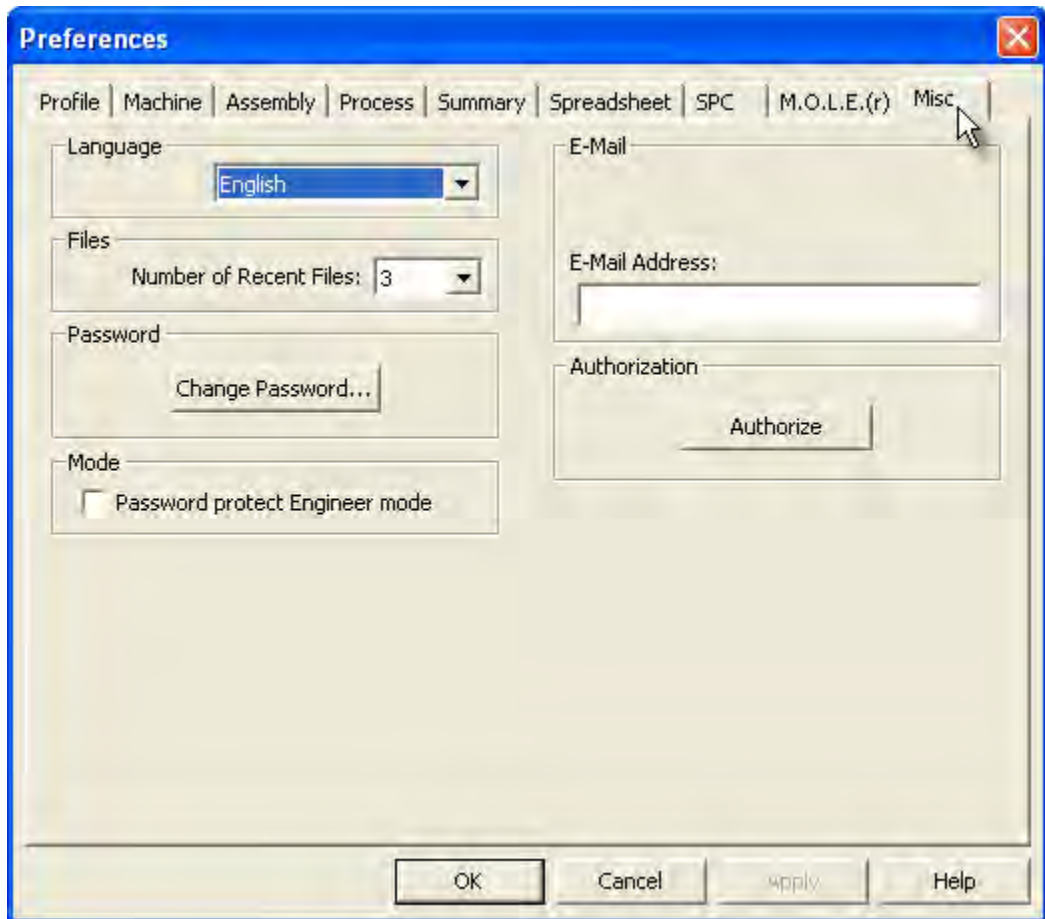 Preferences
Profile Machine Assembly Process Summary Spreadsheet SPC M.O.L.E.(r) Misc
Language
English
Files
Number of Recent Files: 3
Password
Change Password...
Mode
Password protect Engineer mode
E-Mail
E-Mail Address:
Authorization
Authorize
OK Cancel Apply Help